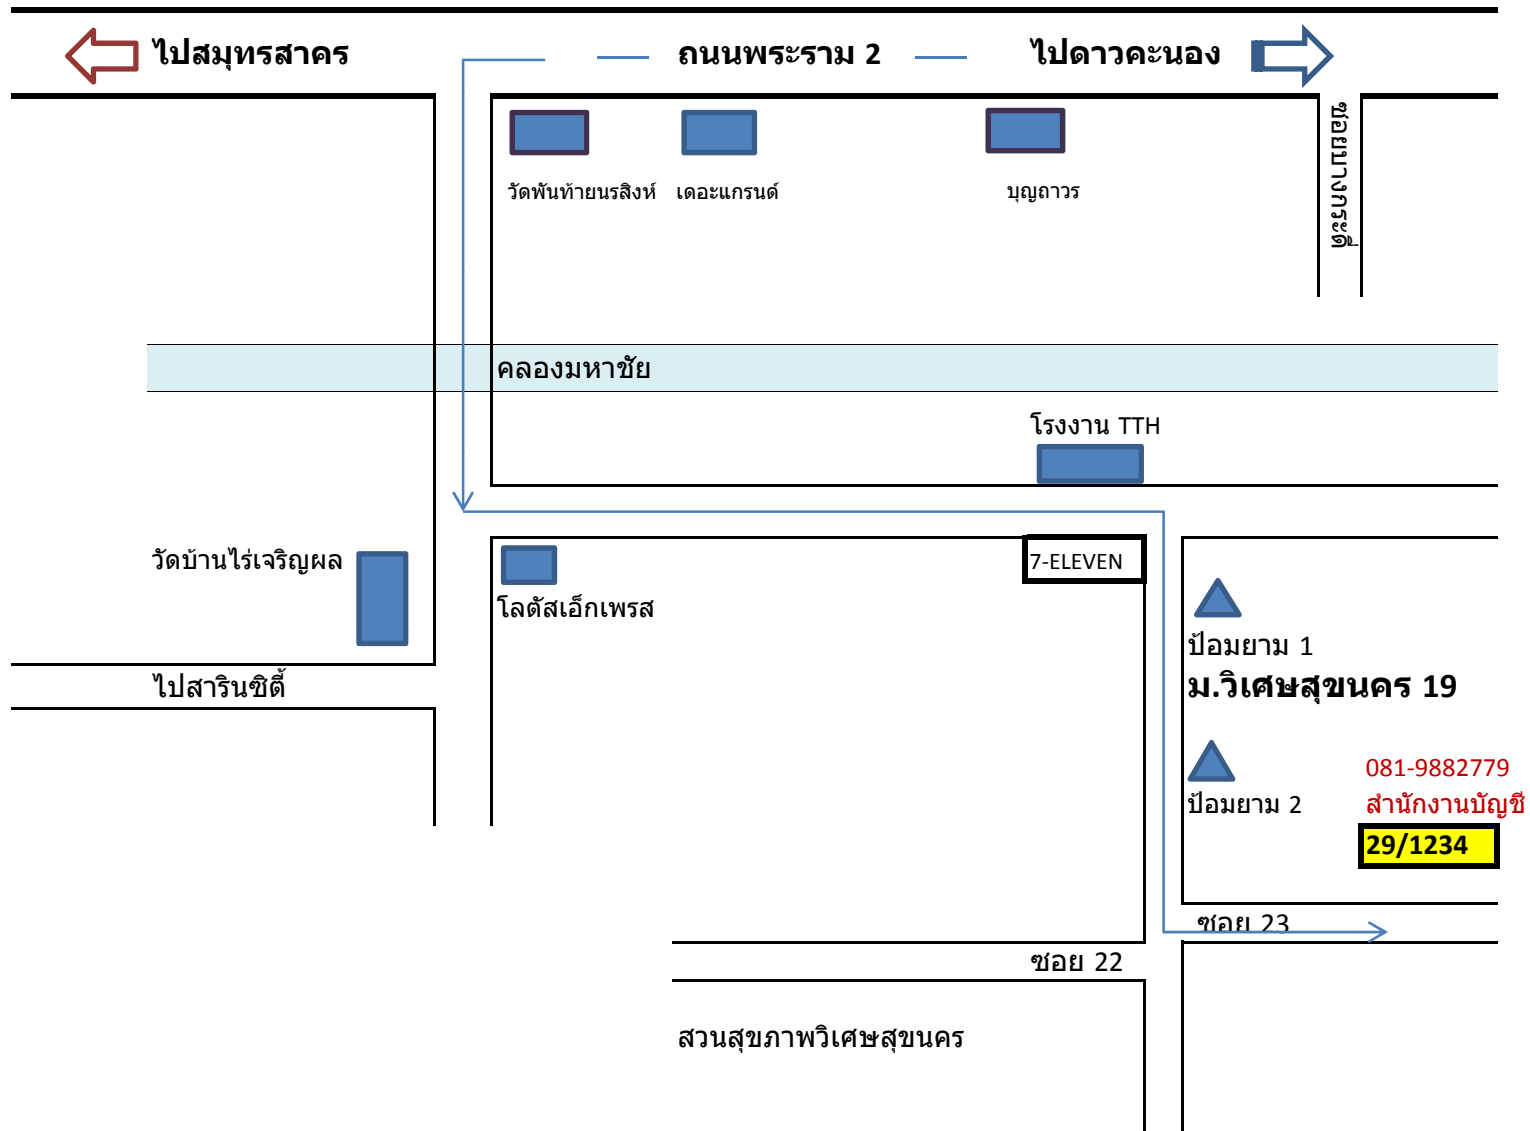 ไปสมุทรสาคร
ถนนพระราม 2
ไปดาวคะนอง
ซอยบางกระดี่
วัดพันท้ายนรสิงห์
เดอะแกรนด์
บุญถาวร
คลองมหาชัย
โรงงาน TTH
วัดบ้านไร่เจริญผล
7-ELEVEN
โลตัสเอ็กเพรส
ป้อมยาม 1
ไปสารินซิตี้
ม.วิเศษสุขนคร 19
081-9882779
ป้อมยาม 2
สำนักงานบัญชี
29/1234
ซอย 23
ซอย 22
สวนสุขภาพวิเศษสุขนคร